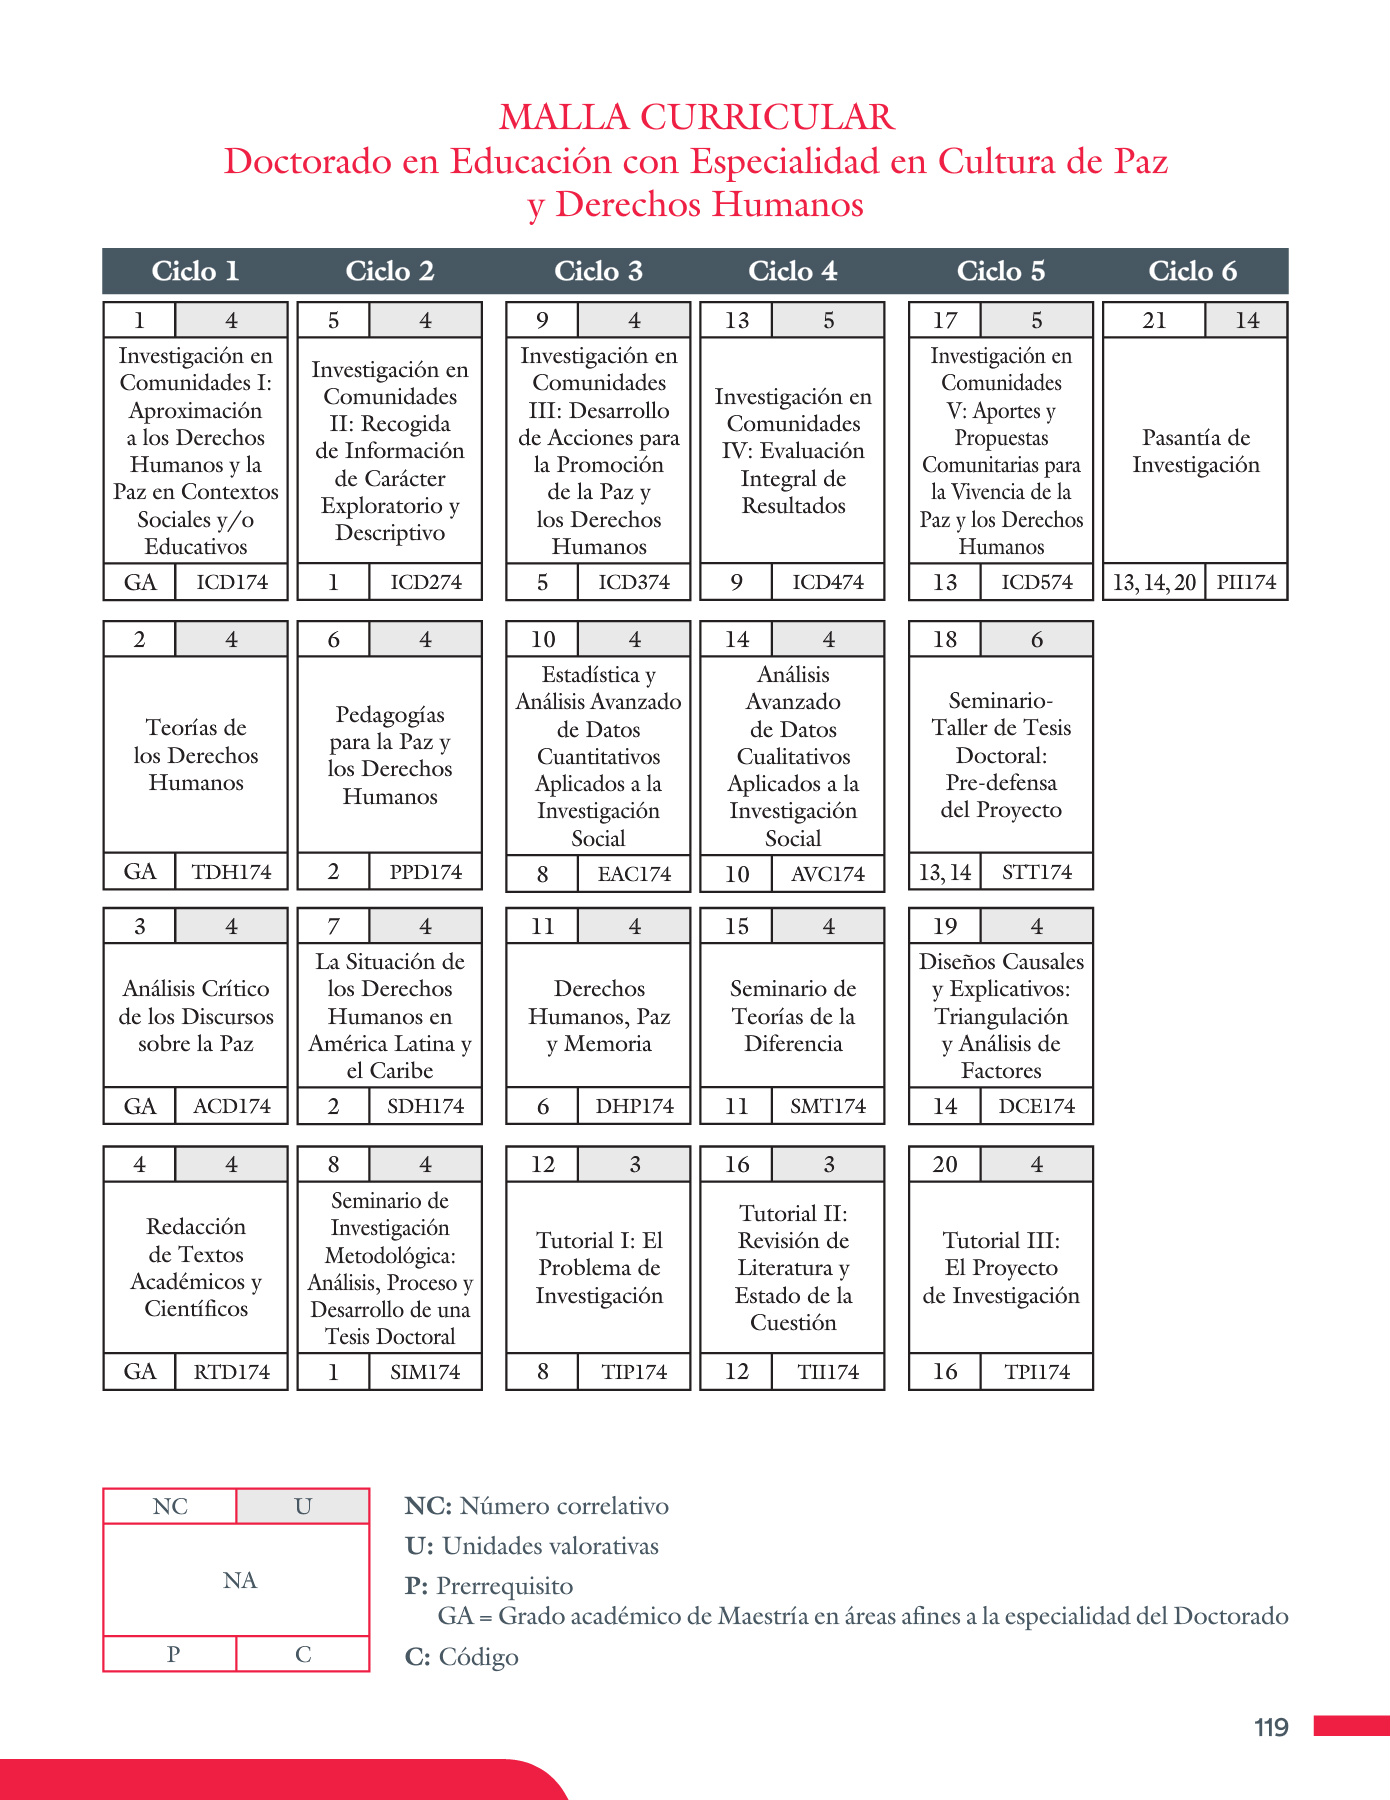 MALLA CURRICULAR
Doctorado en Educación con Especialidad en Cultura de Paz
y Derechos Humanos
Ciclo 1 Ciclo 2 Ciclo 3 Ciclo 4 Ciclo 5 Ciclo 6
1 4
Investigación en
Comunidades I:
Aproximación
a los Derechos
Humanos y la
Paz en Contextos
Sociales y/o
Educativos
GA ICD174
5 4
Investigación en
Comunidades
II: Recogida
de Información
de Carácter
Exploratorio y
Descriptivo
1 ICD274
9 4
Investigación en
Comunidades
III: Desarrollo
de Acciones para
la Promoción
de la Paz y
los Derechos
Humanos
5 ICD374
13 5
Investigación en
Comunidades
IV: Evaluación
Integral de
Resultados
9 ICD474
17 5
Investigación en
Comunidades
V: Aportes y
Propuestas
Comunitarias para
la Vivencia de la
Paz y los Derechos
Humanos
13 ICD574
21 14
Pasantía de
Investigación
13, 14, 20 PII174
2 4
Teorías de
los Derechos
Humanos
GA TDH174
6 4
Pedagogías
para la Paz y
los Derechos
Humanos
2 PPD174
10 4
Estadística y
Análisis Avanzado
de Datos
Cuantitativos
Aplicados a la
Investigación
Social
8 EAC174
14 4
Análisis
Avanzado
de Datos
Cualitativos
Aplicados a la
Investigación
Social
10 AVC174
18 6
Seminario-
Taller de Tesis
Doctoral:
Pre-defensa
del Proyecto
13, 14 STT174
3 4
Análisis Crítico
de los Discursos
sobre la Paz
GA ACD174
7 4
La Situación de
los Derechos
Humanos en
América Latina y
el Caribe
2 SDH174
11 4
Derechos
Humanos, Paz
y Memoria
6 DHP174
15 4
Seminario de
Teorías de la
Diferencia
11 SMT174
19 4
Diseños Causales
y Explicativos:
Triangulación
y Análisis de
Factores
14 DCE174
4 4
Redacción
de Textos
Académicos y
Científicos
GA RTD174
8 4
Seminario de
Investigación
Metodológica:
Análisis, Proceso y
Desarrollo de una
Tesis Doctoral
1 SIM174
12 3
Tutorial I: El
Problema de
Investigación
8 TIP174
16 3
Tutorial II:
Revisión de
Literatura y
Estado de la
Cuestión
12 TII174
20 4
Tutorial III:
El Proyecto
de Investigación
16 TPI174
NC U
NA
P C
NC: Número correlativo
U: Unidades valorativas
P: Prerrequisito
GA = Grado académico de Maestría en áreas afines a la especialidad del Doctorado
C: Código
119